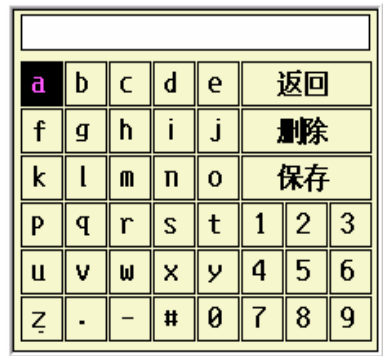 a b c d e 返回
f g h i j 删除
k l m n o 保存
p q r s t 1 2 3
u v w x y 4 5 6
z . - # 0 7 8 9